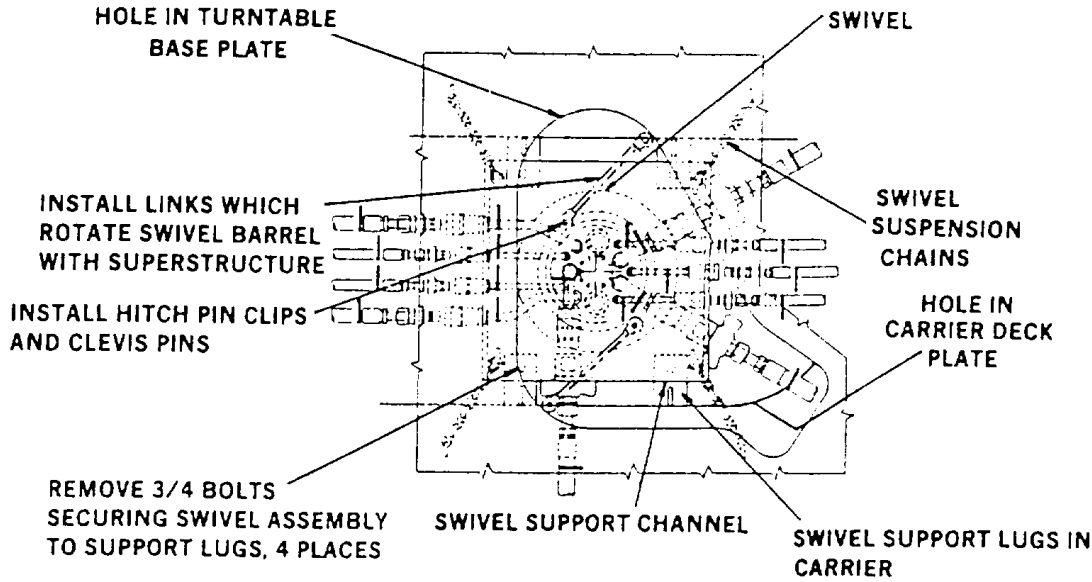 HOLE IN TURNTABLE
BASE PLATE
SWIVEL
INSTALL LINKS WHICH
ROTATE SWIVEL BARREL
WITH SUPERSTRUCTURE
SWIVEL
SUSPENSION
CHAINS
INSTALL HITCH PIN CLIPS
AND CLEVIS PINS
HOLE IN
CARRIER DECK
PLATE
REMOVE 3/4 BOLTS
SECURING SWIVEL ASSEMBLY
TO SUPPORT LUGS, 4 PLACES
SWIVEL SUPPORT CHANNEL
SWIVEL SUPPORT LUGS IN
CARRIER